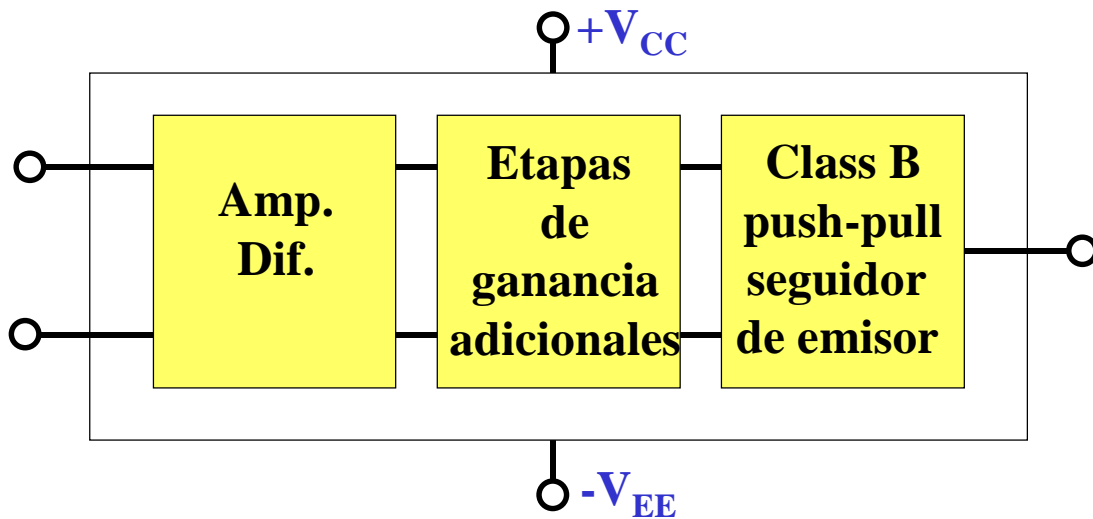 +VCC
Amp.
Dif.
Etapas
de
ganancia
adicionales
Class B
push-pull
seguidor
de emisor
-VEE